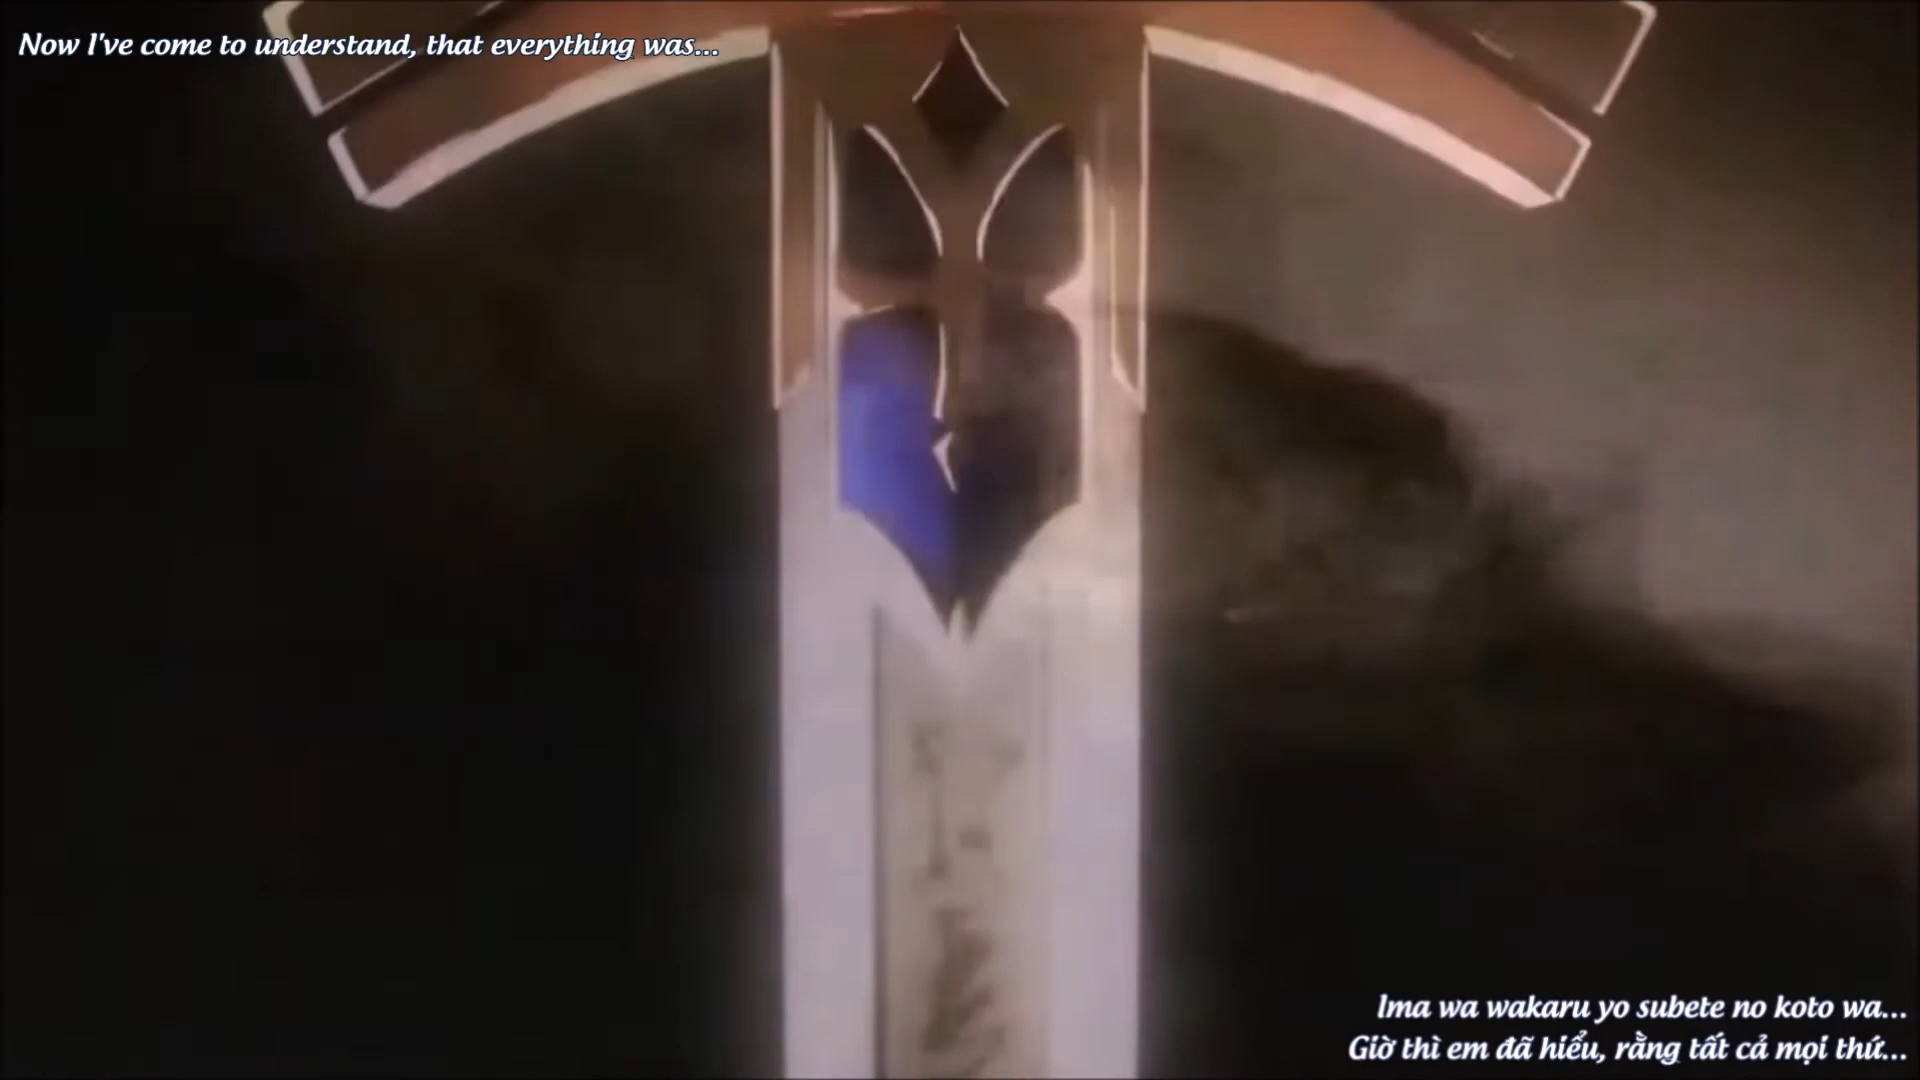 Now I've come to understand, that everything was...
Ima wa wakaru yo subete no koto wa...
Giờ thì em đã hiểu, rằng tất cả mọi thứ...